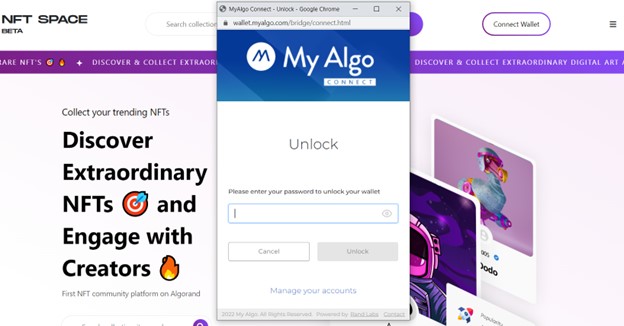 NFT SPACE
BETA
Search collection
Connect Wallet
MyAlgo Connect - Unlock - Google Chrome
wallet.myalgo.com/bridge/connect.html
RARE NFT'S 🎯 🔥 + DISCOVER & COLLECT EXTRAOR
DISCOVER & COLLECT EXTRAORDINARY DIGITAL ART
My Algo
CONNECT
Unlock
Please enter your password to unlock your wallet
Cancel
Unlock
Manage your accounts
2022 My Algo. All Rights Reserved. Powered by Rand Labs Contact
Collect your trending NFTs
Discover
Extraordinary
NFTs 🎯 and
Engage with
Creators 🔥
First NFT community platform on Algorand
005
Dodo